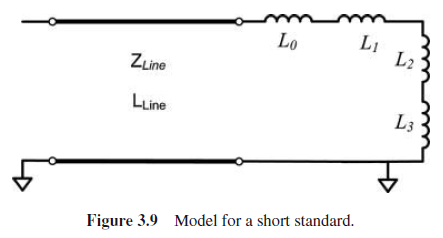 L0
L1
ZLine
L2
LLine
L3
Figure 3.9 Model for a short standard.